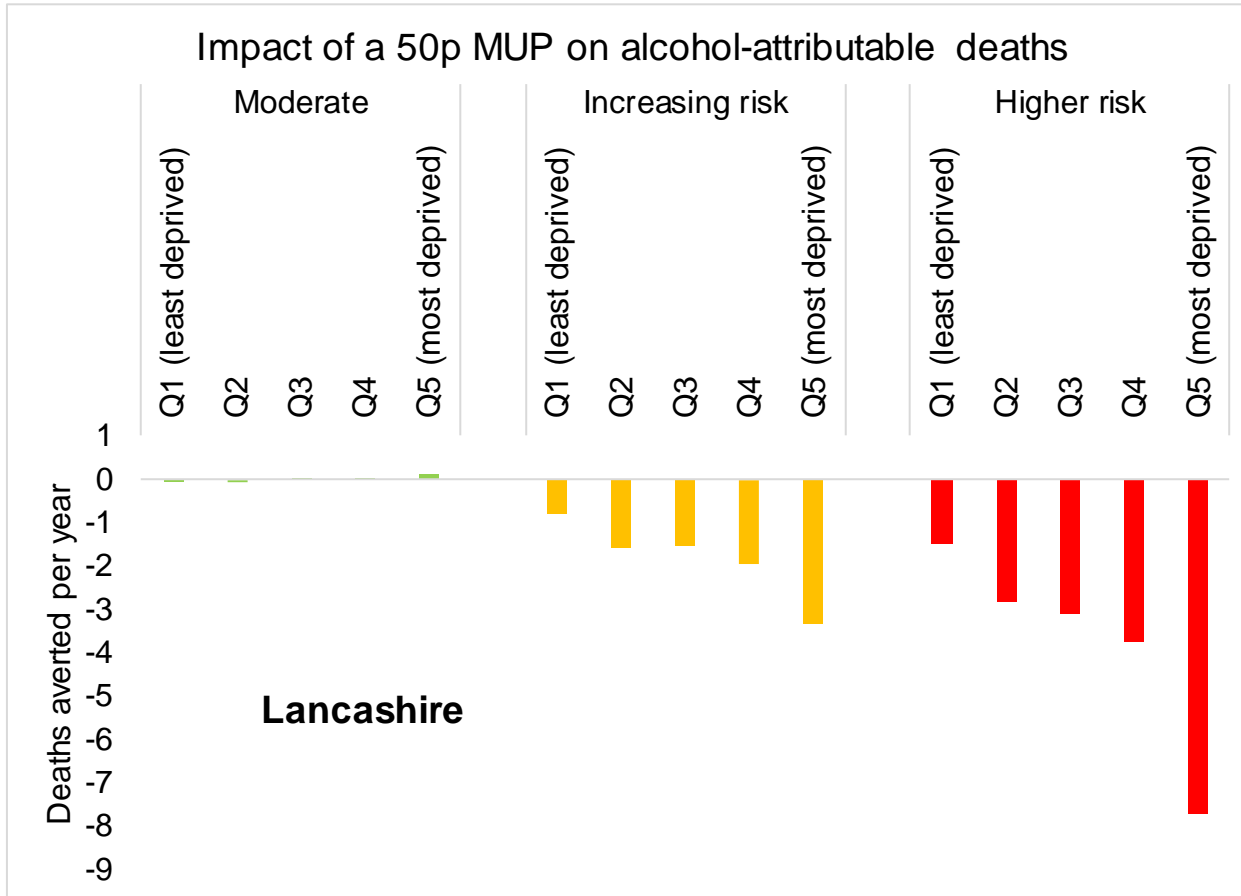 Impact of a 50p MUP on alcohol-attributable  deaths
Moderate
Increasing risk
Higher risk
Q1 (least deprived)
Q2
Q3
Q4
Q5 (most deprived)
Q1 (least deprived)
Q2
Q3
Q4
Q5 (most deprived)
Q1 (least deprived)
Q2
Q3
Q4
Q5 (most deprived)
Deaths averted per year
1
0
-1
-2
-3
-4
-5
-6
-7
-8
-9
Lancashire